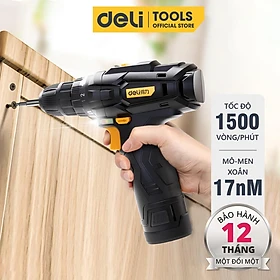 deli TOOLS
OFFICIAL STORE
TỐC ĐỘ
1500
VÒNG/PHÚT
MÔ-MEN
XOẮN
17nM
deli
BẢO HÀNH
12
THÁNG
MỘT ĐỔI MỘT